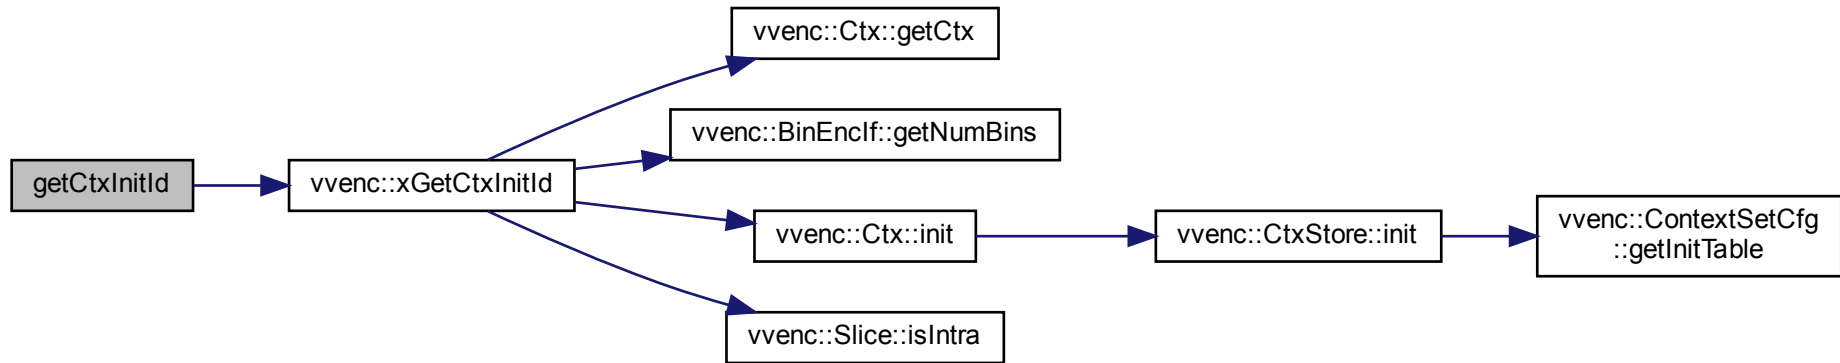 vvenc::Ctx::getCtx
vvenc::BinEncIf::getNumBins
getCtxInitId
vvenc::xGetCtxInitId
vvenc::Ctx::init
vvenc::CtxStore::init
vvenc::ContextSetCfg
::getInitTable
vvenc::Slice::isIntra